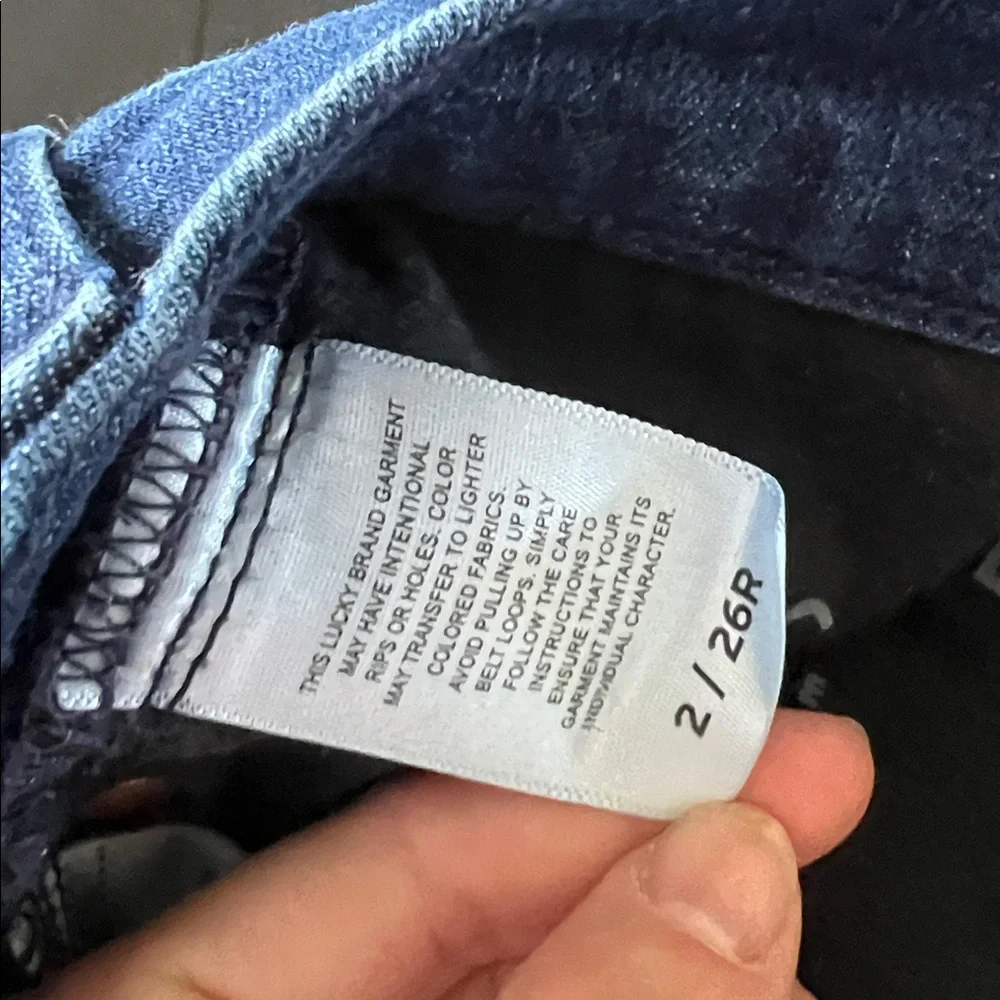 THIS LUCKY BRAND GARMENT
MAY HAVE INTENTIONAL
RIPS OR HOLES. COLOR
MAY TRANSFER TO LIGHTER
COLORED FABRICS.
AVOID PULLING UP BY
BELT LOOPS. SIMPLY
FOLLOW THE CARE
INSTRUCTIONS TO
ENSURE THAT YOUR
GARMENT MAINTAINS ITS
INDIVIDUAL CHARACTER.
2 / 26R